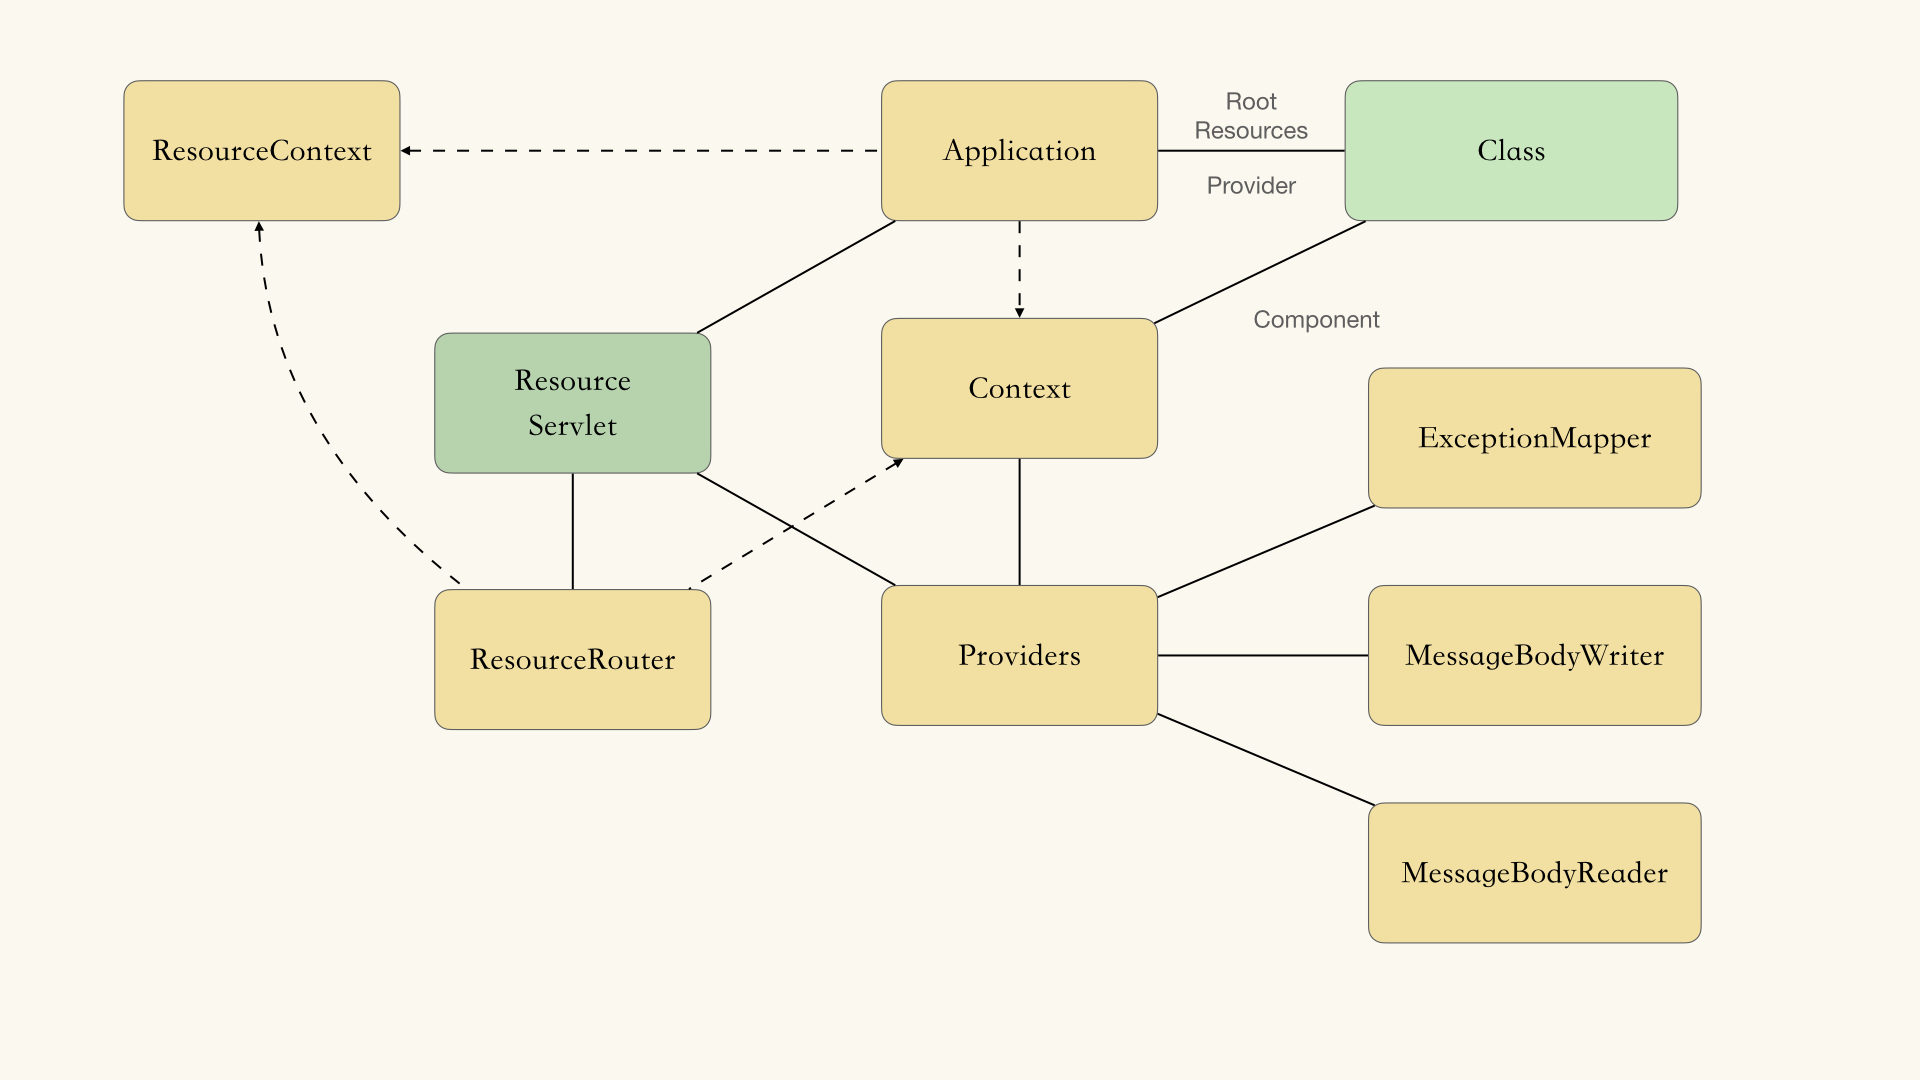 ResourceContext
Application
Root
Resources
Provider
Class
Resource
Servlet
Context
Component
ExceptionMapper
ResourceRouter
Providers
MessageBodyWriter
MessageBodyReader